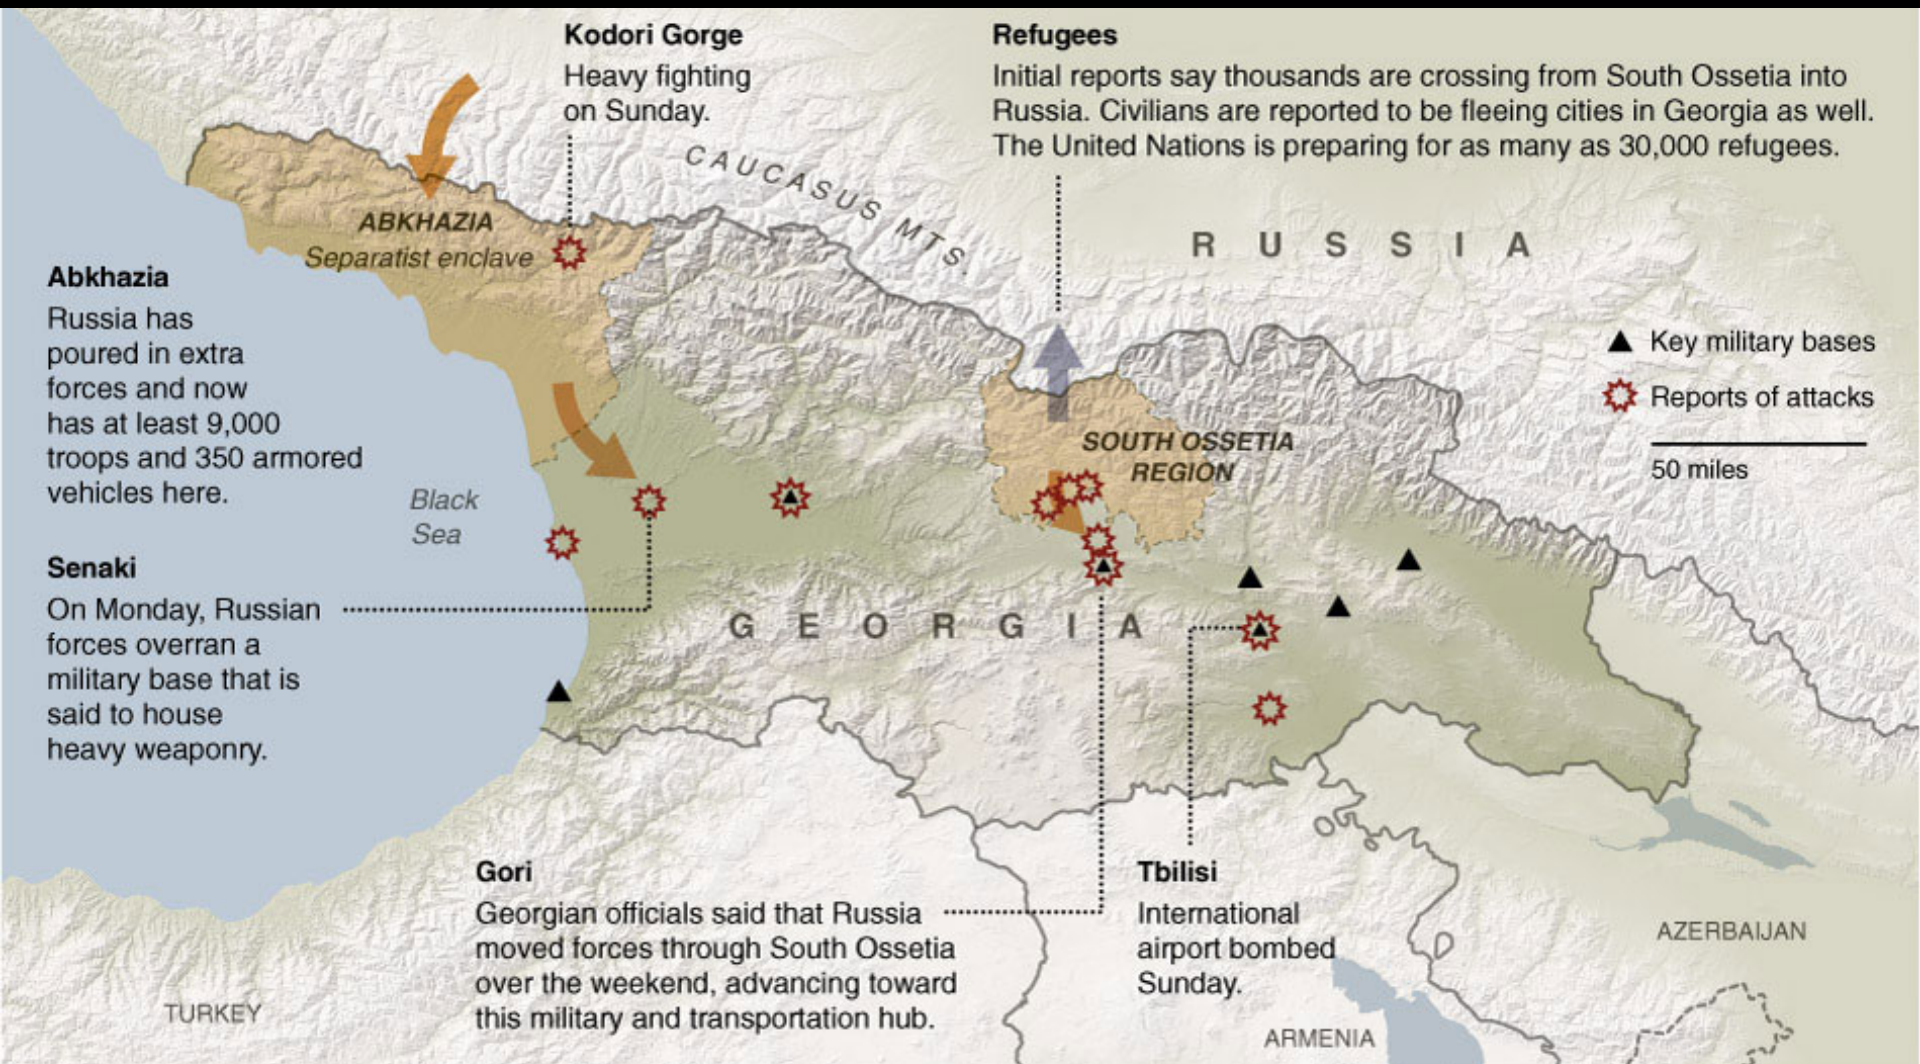 Kodori Gorge
Heavy fighting
on Sunday.
Refugees
Initial reports say thousands are crossing from South Ossetia into
Russia. Civilians are reported to be fleeing cities in Georgia as well.
The United Nations is preparing for as many as 30,000 refugees.
CAUCASUS MTS.
RUSSIA
ABKHAZIA
Separatist enclave
Abkhazia
Russia has
poured in extra
forces and now
has at least 9,000
troops and 350 armored
vehicles here.
Key military bases
Reports of attacks
50 miles
SOUTH OSSETIA
REGION
Black
Sea
Senaki
On Monday, Russian
forces overran a
military base that is
said to house
heavy weaponry.
GEORGIA
Gori
Georgian officials said that Russia
moved forces through South Ossetia
over the weekend, advancing toward
this military and transportation hub.
Tbilisi
International
airport bombed
Sunday.
AZERBAIJAN
TURKEY
ARMENIA